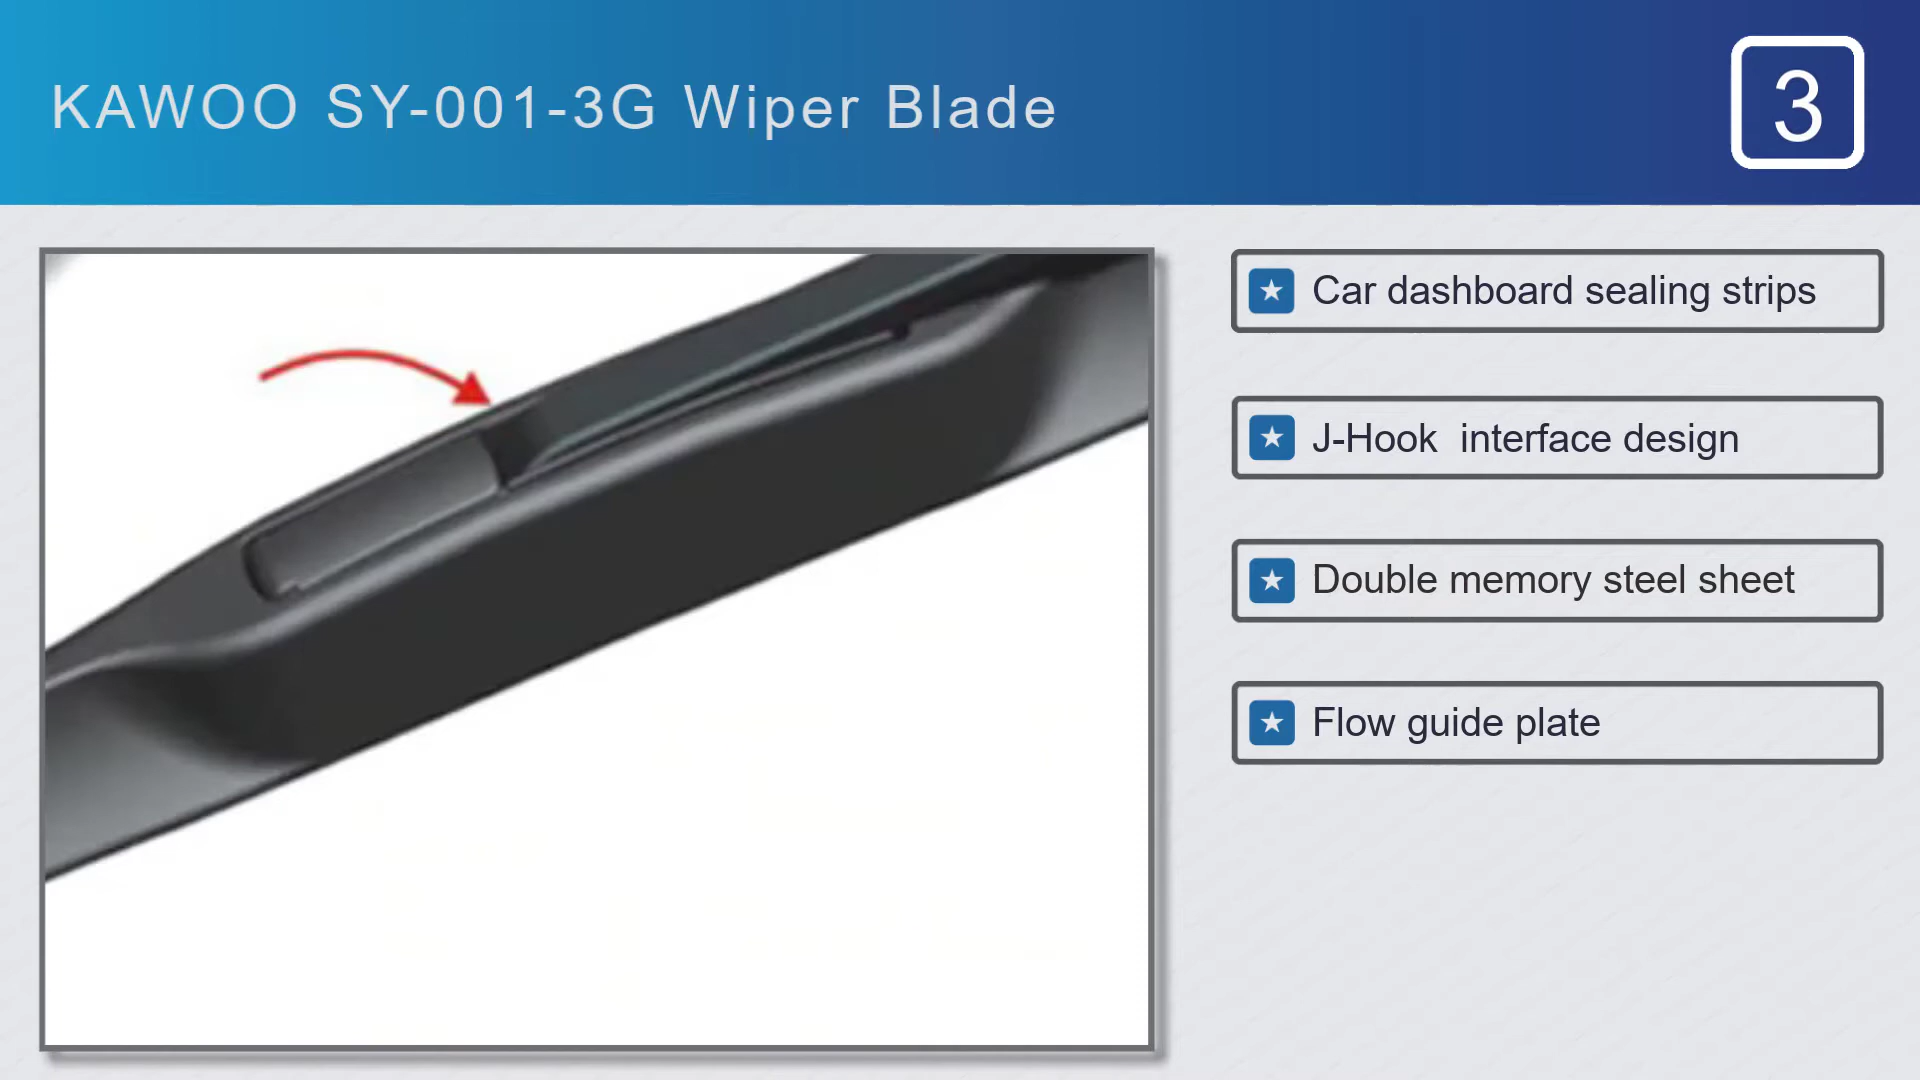 KAWOO SY-001-3G Wiper Blade
3
Car dashboard sealing strips
J-Hook  interface design
Double memory steel sheet
Flow guide plate